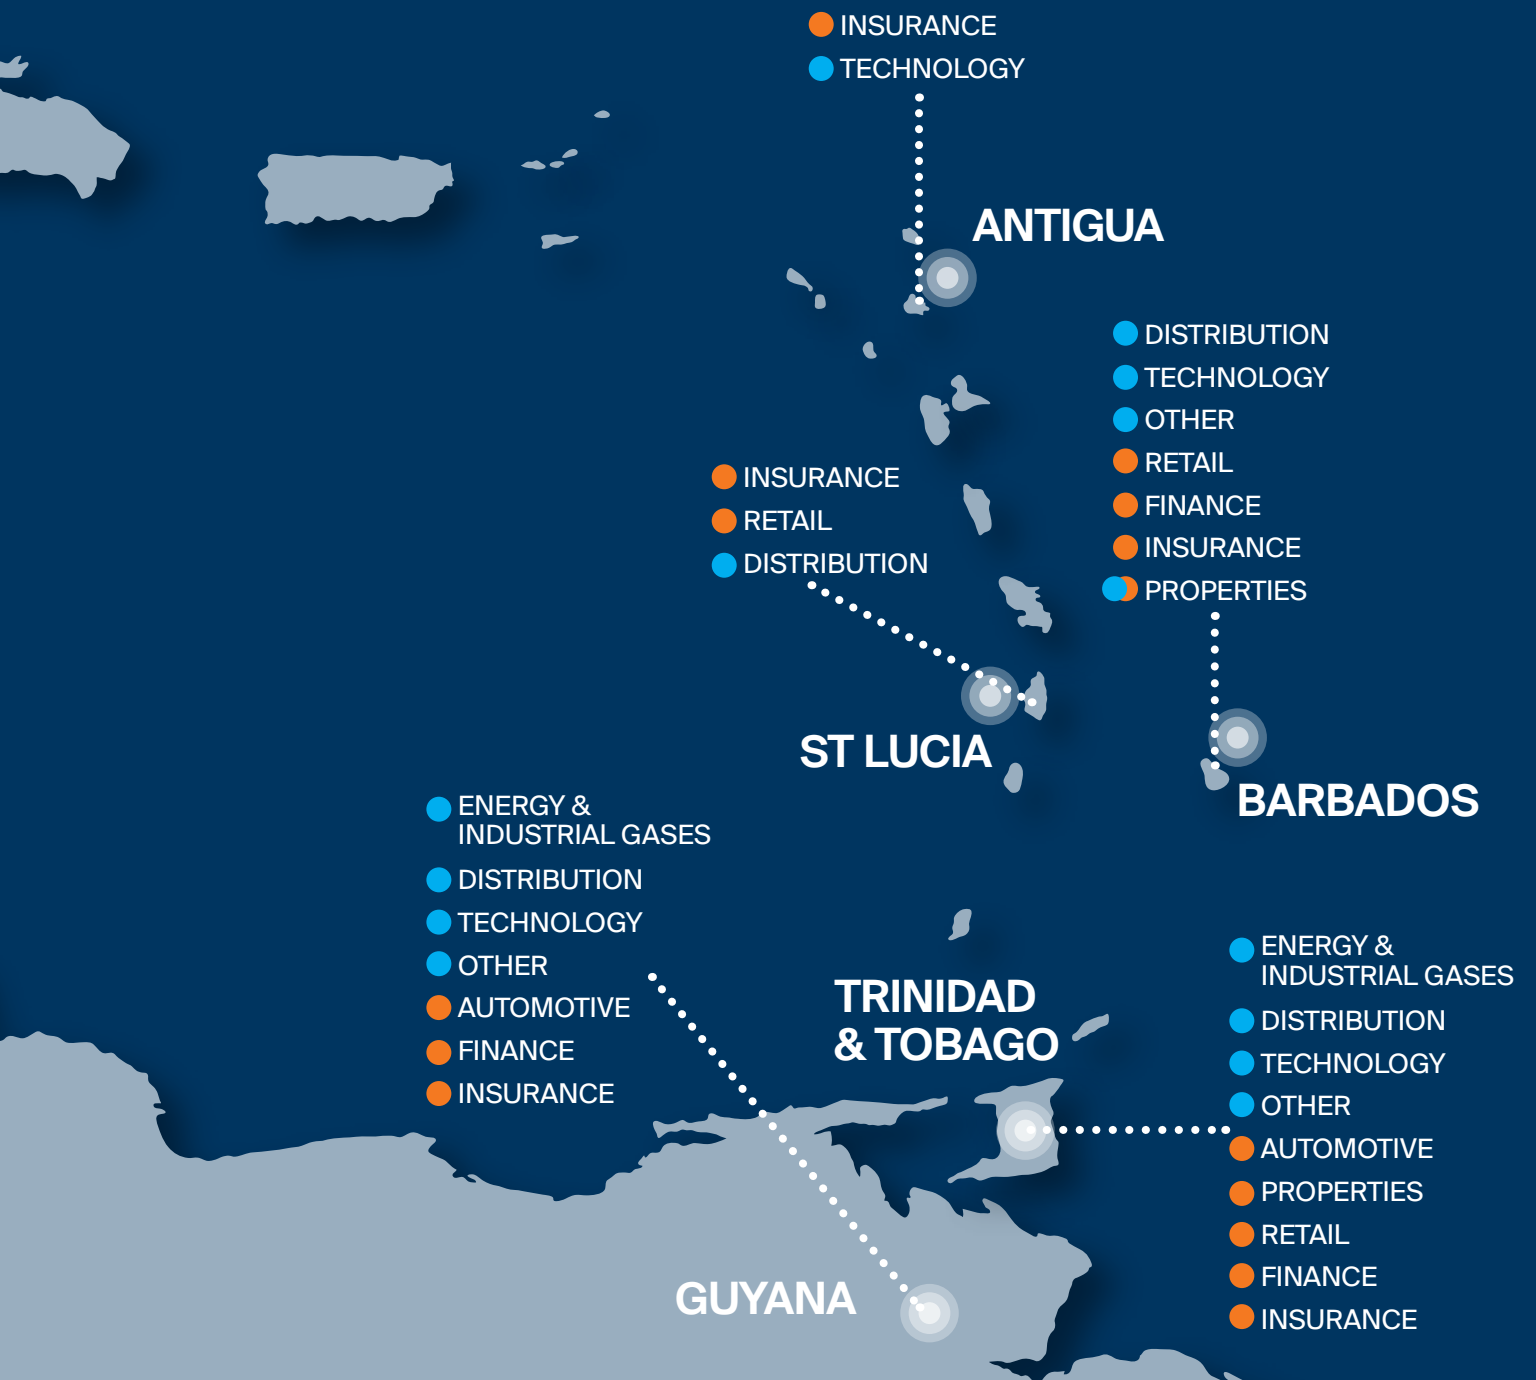 INSURANCE
TECHNOLOGY
ANTIGUA
DISTRIBUTION
TECHNOLOGY
OTHER
RETAIL
FINANCE
INSURANCE
PROPERTIES
BARBADOS
INSURANCE
RETAIL
DISTRIBUTION
ST LUCIA
ENERGY &
INDUSTRIAL GASES
DISTRIBUTION
TECHNOLOGY
OTHER
AUTOMOTIVE
FINANCE
INSURANCE
GUYANA
TRINIDAD
& TOBAGO
ENERGY &
INDUSTRIAL GASES
DISTRIBUTION
TECHNOLOGY
OTHER
AUTOMOTIVE
PROPERTIES
RETAIL
FINANCE
INSURANCE